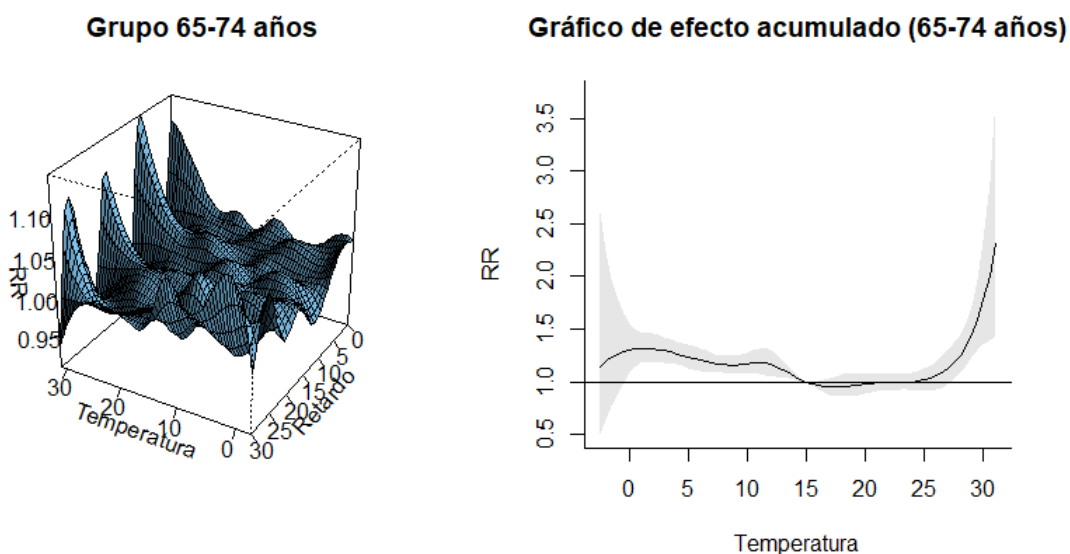 Grupo 65-74 años
1.10
1.05
1.00
0.95
RR
30
20
10
0
Temperatura
0
5
10
15
20
25
30
Retardo
Gráfico de efecto acumulado (65-74 años)
3.5
3.0
2.5
2.0
1.5
1.0
0.5
RR
0 5 10 15 20 25 30
Temperatura